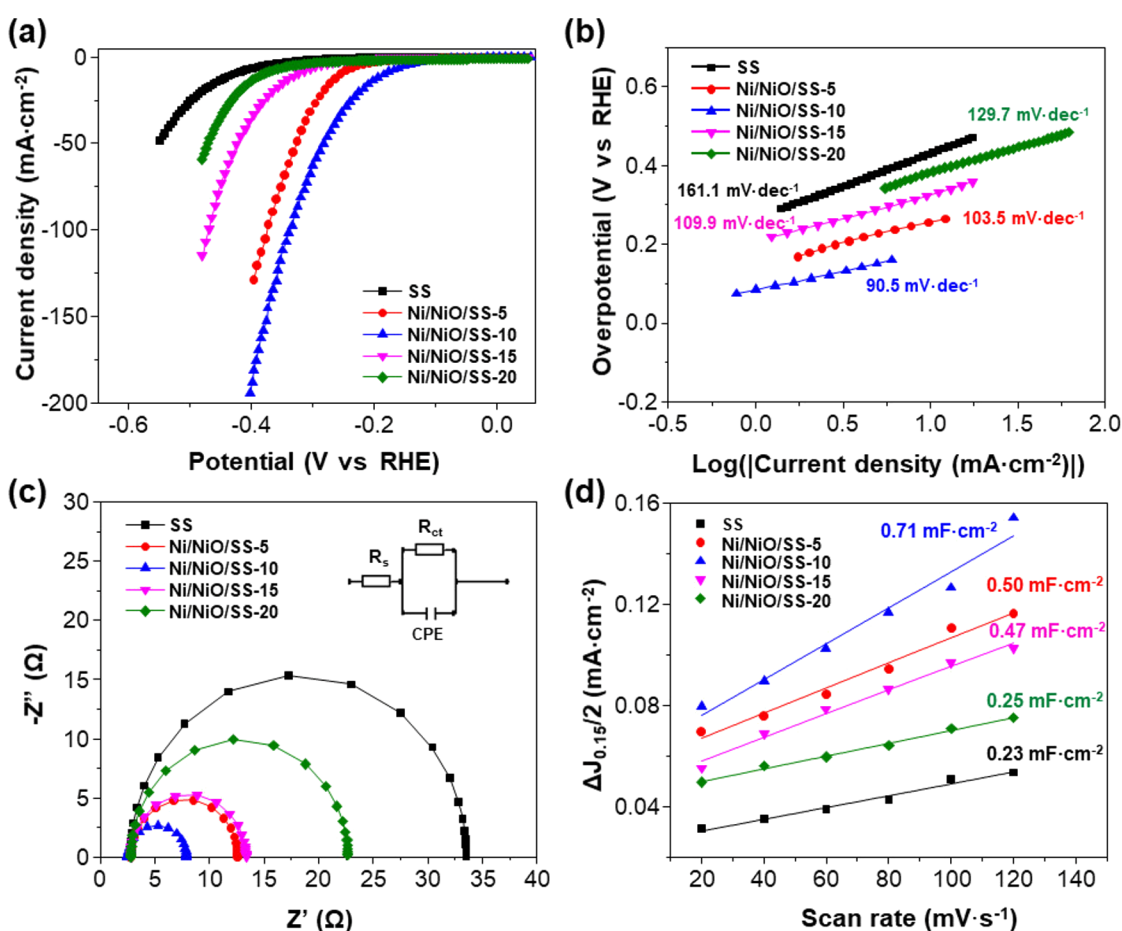 (a)
0
-50
-100
-150
-200
-0.6
-0.4
-0.2
0.0
Current density (mA·cm-2)
Potential (V vs RHE)
SS
Ni/NiO/SS-5
Ni/NiO/SS-10
Ni/NiO/SS-15
Ni/NiO/SS-20
(b)
0.6
0.4
0.2
0.0
-0.2
-0.5
0.0
0.5
1.0
1.5
2.0
Overpotential (V vs RHE)
Log(|Current density (mA·cm-2)|)
SS
Ni/NiO/SS-5
Ni/NiO/SS-10
Ni/NiO/SS-15
Ni/NiO/SS-20
129.7 mV·dec-1
161.1 mV·dec-1
109.9 mV·dec-1
103.5 mV·dec-1
90.5 mV·dec-1
(c)
30
25
20
15
10
5
0
0
5
10
15
20
25
30
35
40
-Z'' (Ω)
Z' (Ω)
SS
Ni/NiO/SS-5
Ni/NiO/SS-10
Ni/NiO/SS-15
Ni/NiO/SS-20
Rct
Rs
CPE
(d)
0.16
0.12
0.08
0.04
20
40
60
80
100
120
140
ΔJ0.15/2 (mA·cm-2)
Scan rate (mV·s-1)
SS
Ni/NiO/SS-5
Ni/NiO/SS-10
Ni/NiO/SS-15
Ni/NiO/SS-20
0.71 mF·cm-2
0.50 mF·cm-2
0.47 mF·cm-2
0.25 mF·cm-2
0.23 mF·cm-2